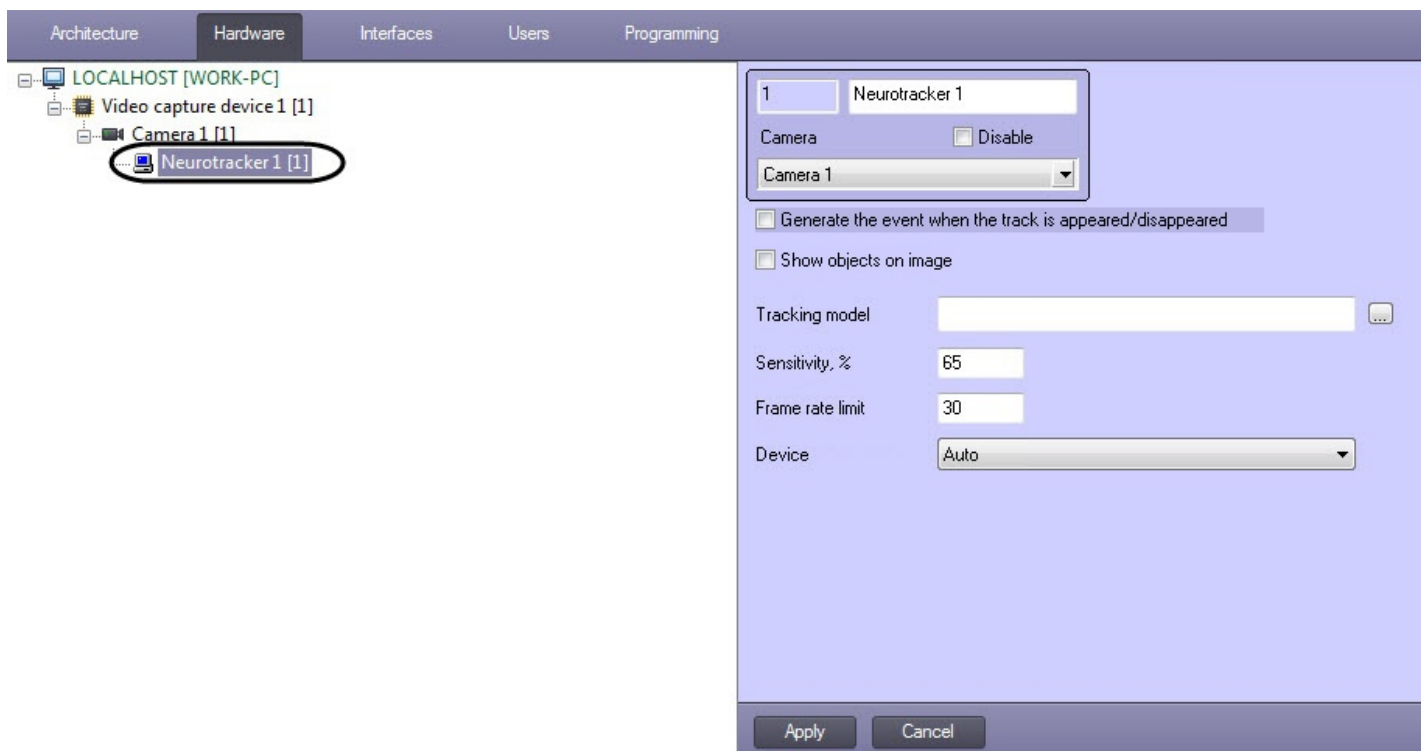 Architecture Hardware Interfaces Users Programming
LOCALHOST [WORK-PC]
Video capture device 1 [1]
Camera 1 [1]
Neurotracker 1 [1]
1 Neurotracker 1
Camera Disable
Camera 1
Generate the event when the track is appeared/disappeared
Show objects on image
Tracking model ...
Sensitivity, % 65
Frame rate limit 30
Device Auto
Apply Cancel